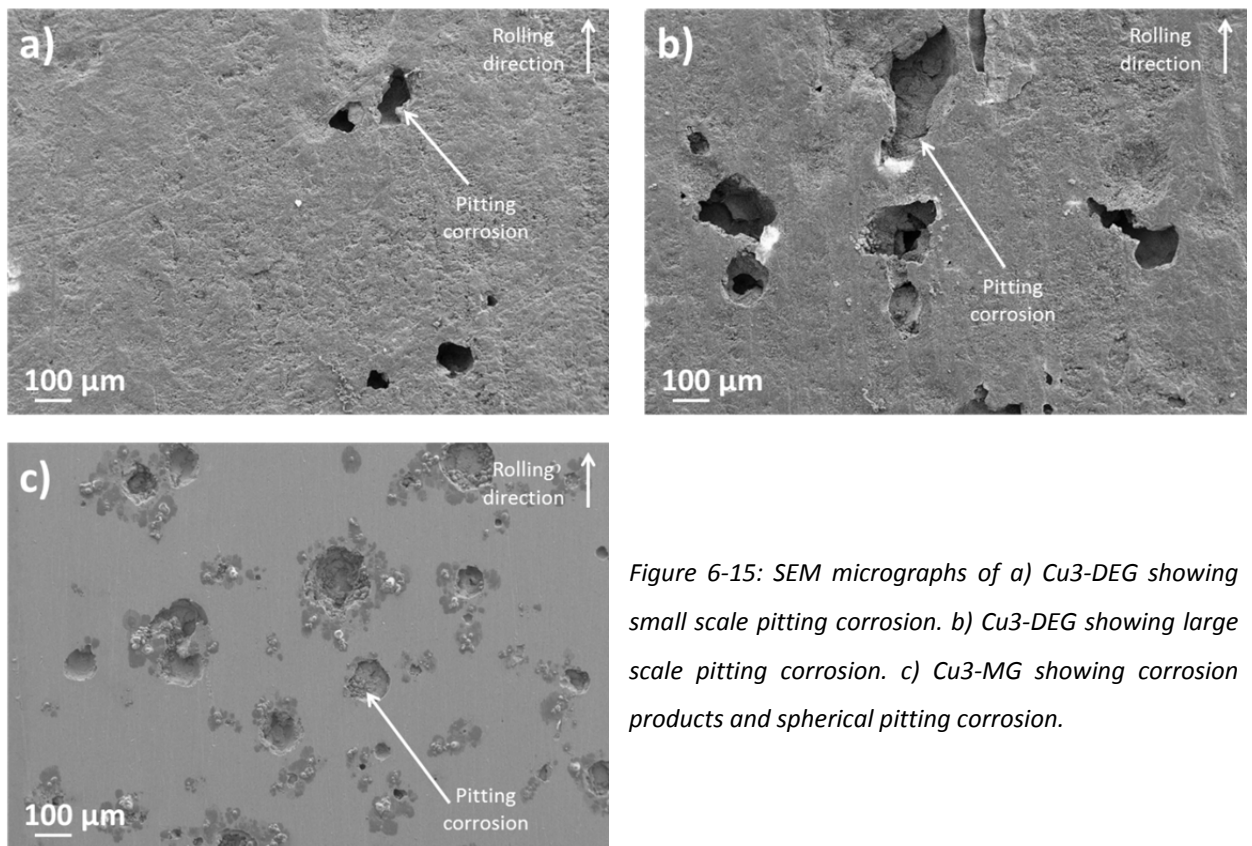 a)
Rolling
direction
Pitting
corrosion
100 µm
b)
Rolling
direction
Pitting
corrosion
100 µm
c)
Rolling
direction
Pitting
corrosion
100 µm
Figure 6-15: SEM micrographs of a) Cu3-DEG showing
small scale pitting corrosion. b) Cu3-DEG showing large
scale pitting corrosion. c) Cu3-MG showing corrosion
products and spherical pitting corrosion.